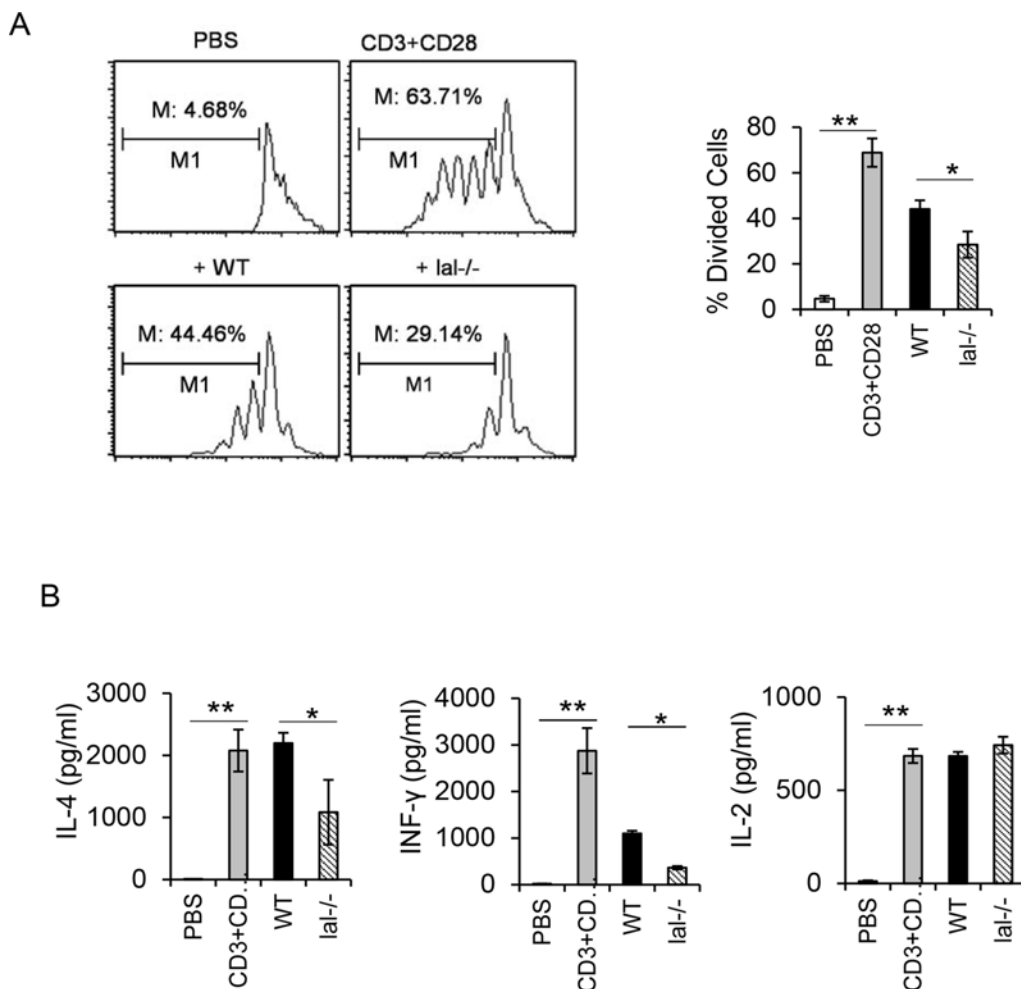 A
PBS
CD3+CD28
M: 4.68%
M1
M: 63.71%
M1
+ WT
+ lal-/-
M: 44.46%
M1
M: 29.14%
M1
% Divided Cells
80
60
40
20
0
**
*
PBS
CD3+CD28
WT
lal-/-
B
IL-4 (pg/ml)
3000
2000
1000
0
**
*
PBS
CD3+CD.
WT
lal-/-
INF-γ (pg/ml)
4000
3000
2000
1000
0
**
*
PBS
CD3+CD.
WT
lal-/-
IL-2 (pg/ml)
1000
500
0
**
PBS
CD3+CD.
WT
lal-/-